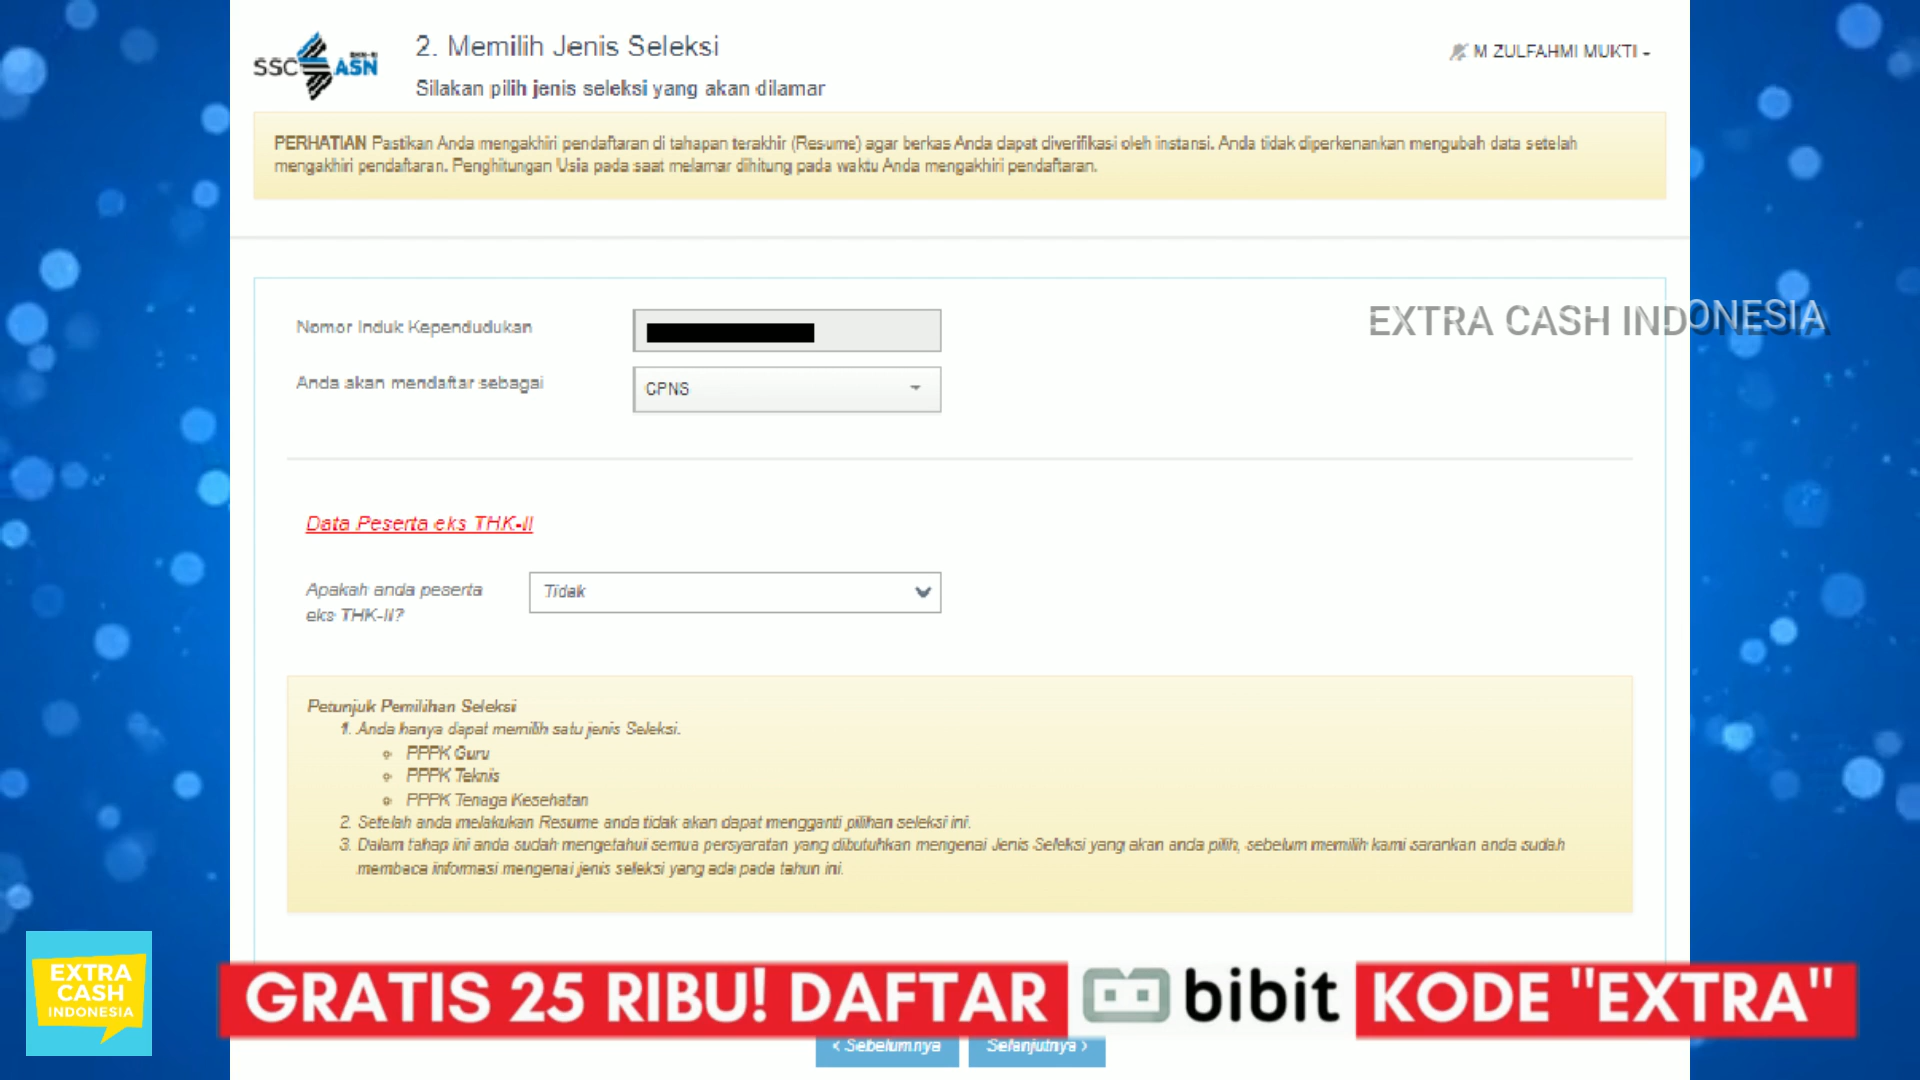 SSC ASN
BKN-RI
2. Memilih Jenis Seleksi
Silakan pilih jenis seleksi yang akan dilamar
M ZULFAHMI MUKTI
PERHATIAN Pastikan Anda mengakhiri pendaftaran di tahapan terakhir (Resume) agar berkas Anda dapat diverifikasi oleh instansi. Anda tidak diperkenankan mengubah data setelah
mengakhiri pendaftaran. Penghitungan Usia pada saat melamar dihitung pada waktu Anda mengakhiri pendaftaran.
EXTRA CASH INDONESIA
Nomor Induk Kependudukan
Anda akan mendaftar sebagai
CPNS
Data Peserta eks THK-II
Apakah anda peserta
eks THK-II?
Tidak
Petunjuk Pemilihan Seleksi
1. Anda hanya dapat memilih satu jenis Seleksi.
PPPK Guru
PPPK Teknis
PPPK Tenaga Kesehatan
2. Setelah anda melakukan Resume anda tidak akan dapat mengganti pilihan seleksi ini.
3. Dalam tahap ini anda sudah mengetahui semua persyaratan yang dibutuhkan mengenai Jenis Seleksi yang akan anda pilih, sebelum memilih kami sarankan anda sudah
membaca informasi mengenai jenis seleksi yang ada pada tahun ini.
EXTRA
CASH
INDONESIA
GRATIS 25 RIBU! DAFTAR bibit KODE "EXTRA"
< Sebelumnya
Selanjutnya >